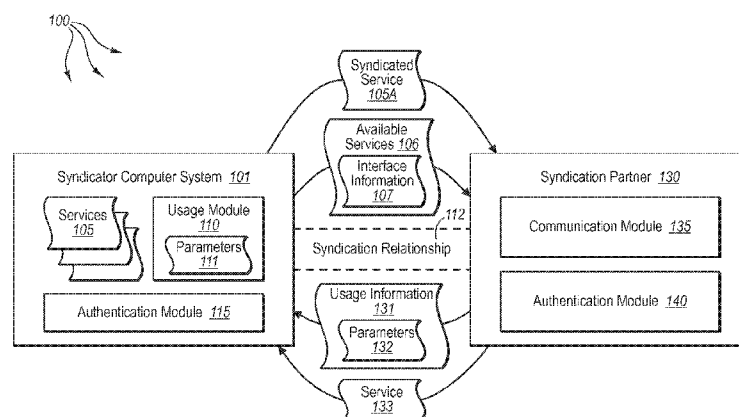 100
Syndicated
Service
105A
Available
Services 106
Interface
Information
107
Syndicator Computer System 101
Services
105
Usage Module
110
Parameters
111
Authentication Module 115
112
Syndication Relationship
Syndication Partner 130
Communication Module 135
Authentication Module 140
Usage Information
131
Parameters
132
Service
133